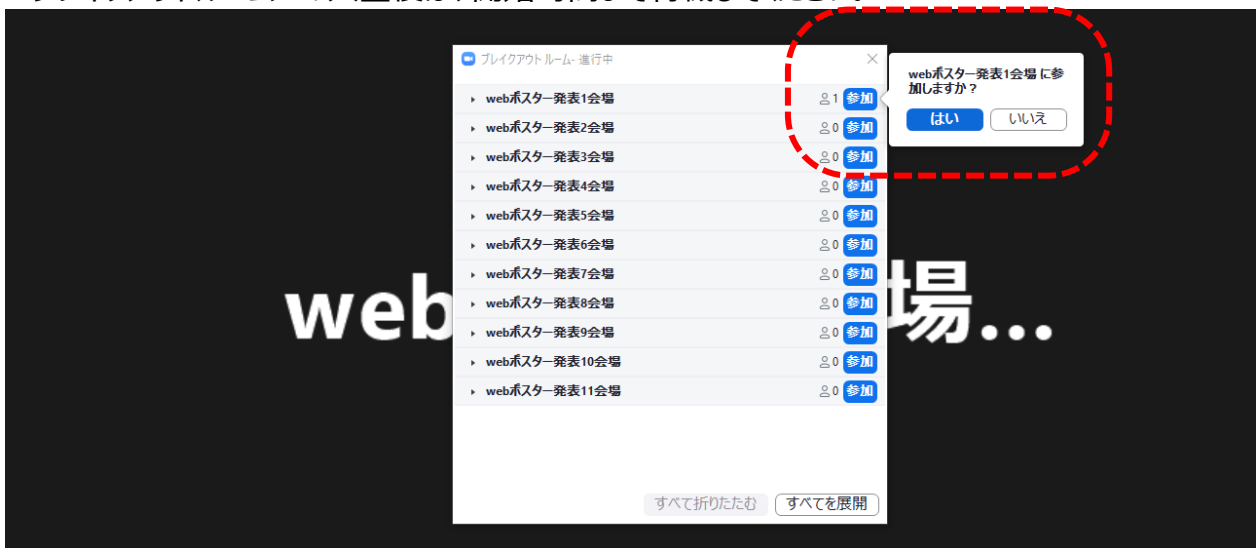 ブレイクアウト ルーム- 進行中
webポスター発表1会場に参
加しますか？
はい いいえ
webポスター発表1会場 1 参加
webポスター発表2会場 0 参加
webポスター発表3会場 0 参加
webポスター発表4会場 0 参加
webポスター発表5会場 0 参加
webポスター発表6会場 0 参加
webポスター発表7会場 0 参加
webポスター発表8会場 0 参加
webポスター発表9会場 0 参加
webポスター発表10会場 0 参加
webポスター発表11会場 0 参加
web 場...
すべて折りたたむ すべてを展開